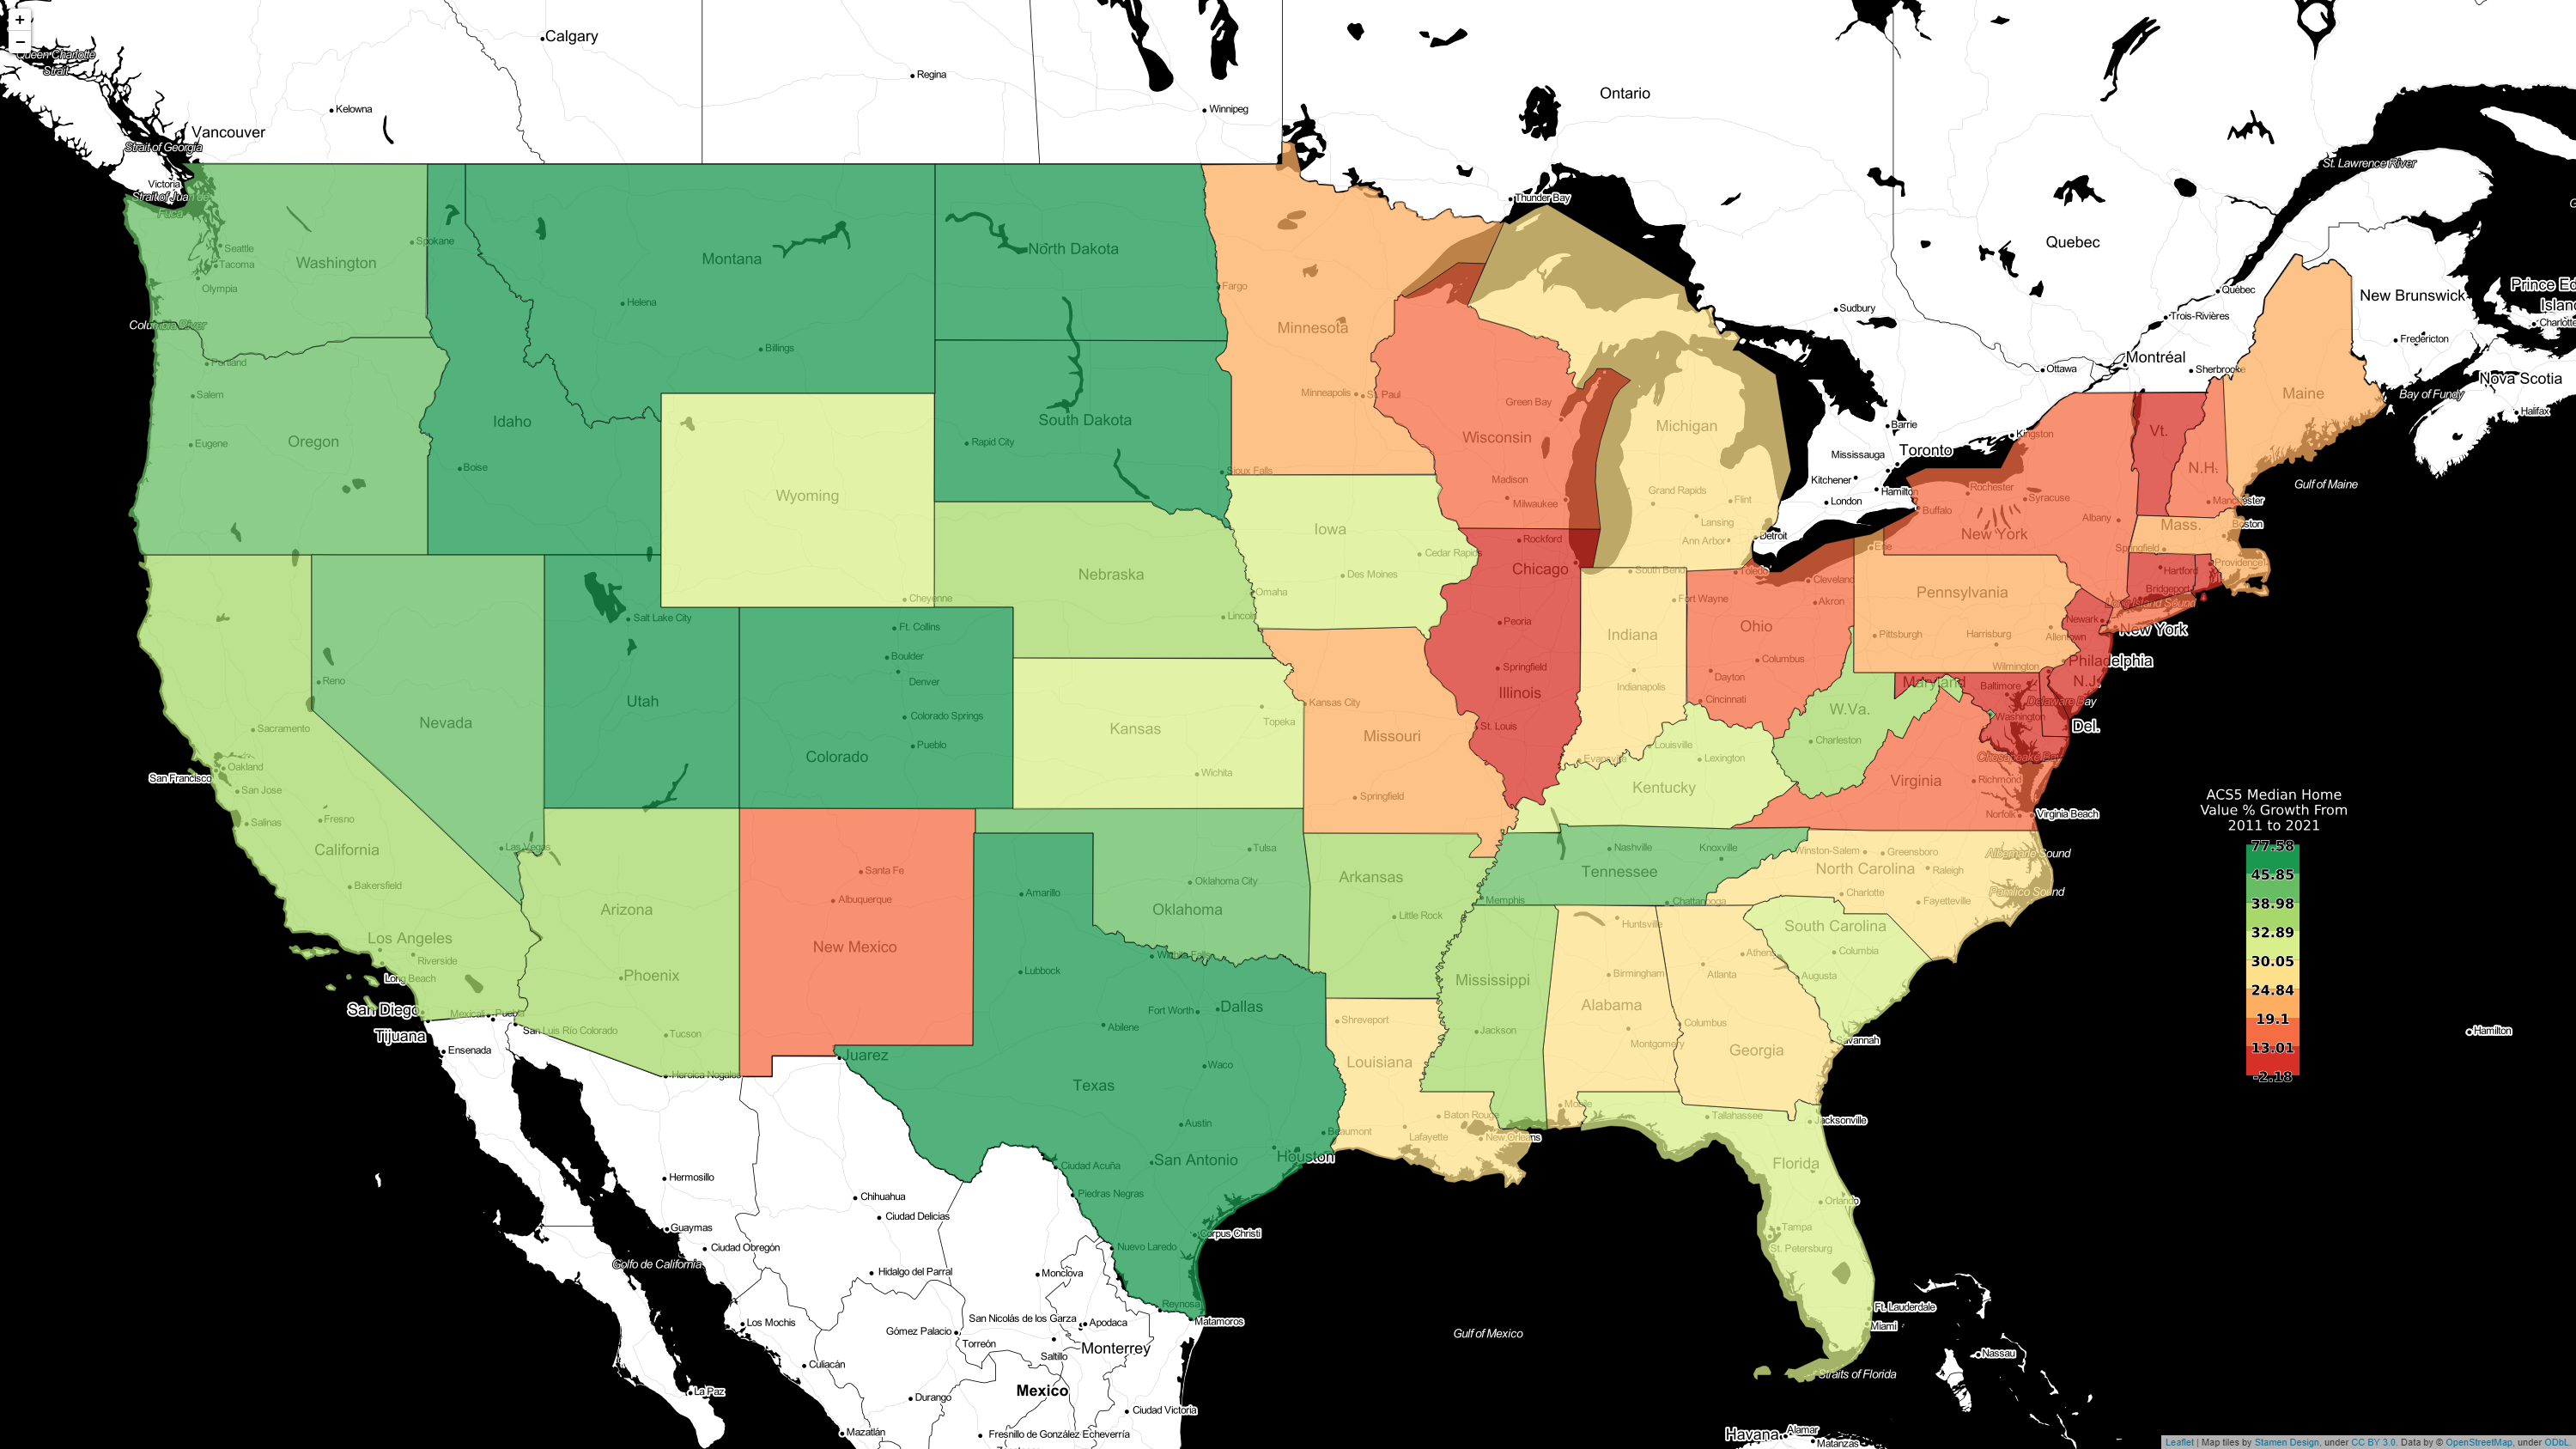 +
−
Calgary
Queen Charlotte
Strait
Regina
Ontario
Kelowna
Winnipeg
Vancouver
Strait of Georgia
St. Lawrence River
Victoria
Strait of Juan de
Fuca
Thunder Bay
Seattle
Spokane
Tacoma
Washington
Olympia
Montana
North Dakota
Quebec
Helena
Fargo
Québec
New Brunswick
Prince Ed
Islan
Charlotte
Columbia River
Minnesota
Sudbury
Trois-Rivières
Fredericton
Portland
Billings
Montréal
Ottawa
Sherbrooke
Nova Scotia
Salem
Minneapolis
St. Paul
Green Bay
Maine
Bay of Fundy
Halifax
Idaho
South Dakota
Eugene
Oregon
Rapid City
Wisconsin
Michigan
Barrie
Kingston
Vt.
Toronto
Mississauga
Boise
Sioux Falls
Madison
Kitchener
N.H.
Gulf of Maine
Wyoming
Grand Rapids
Flint
Hamilton
London
Rochester
Syracuse
Manchester
Milwaukee
Buffalo
Lansing
Albany
Mass.
Boston
Iowa
New York
Rockford
Ann Arbor
Detroit
Cedar Rapids
Erie
Springfield
Chicago
Providence
Nebraska
Des Moines
South Bend
Toledo
Cleveland
Hartford
Bridgeport
Omaha
Cheyenne
Fort Wayne
Akron
Pennsylvania
Long Island Sound
Lincoln
Salt Lake City
Peoria
Ft. Collins
Indiana
Ohio
Newark
New York
Pittsburgh
Harrisburg
Allentown
Boulder
Columbus
Philadelphia
Springfield
Wilmington
Denver
Reno
Indianapolis
Dayton
Maryland
Baltimore
N.J.
Utah
Illinois
Cincinnati
Kansas City
Delaware Bay
W.Va.
Nevada
Colorado Springs
Topeka
Washington
Del.
Sacramento
Kansas
Missouri
St. Louis
Charleston
Pueblo
Louisville
Colorado
Evansville
Lexington
Chesapeake Bay
Oakland
San Francisco
Wichita
Kentucky
Virginia
Richmond
San Jose
Springfield
ACS5 Median Home
Value % Growth From
2011 to 2021
Norfolk
Virginia Beach
Salinas
Fresno
77.58
45.85
38.98
32.89
30.05
24.84
19.1
13.01
-2.18
California
Las Vegas
Tulsa
Nashville
Knoxville
Winston-Salem
Greensboro
Albemarle Sound
Santa Fe
Tennessee
North Carolina
Raleigh
Bakersfield
Oklahoma City
Arkansas
Amarillo
Charlotte
Pamlico Sound
Albuquerque
Memphis
Chattanooga
Fayetteville
Arizona
Oklahoma
Little Rock
Huntsville
South Carolina
Los Angeles
New Mexico
Athens
Columbia
Riverside
Wichita Falls
Long Beach
Phoenix
Lubbock
Mississippi
Birmingham
Atlanta
Augusta
San Diego
Mexicali
Puebla
Fort Worth
Dallas
Alabama
Shreveport
Columbus
Tijuana
San Luis Río Colorado
Tucson
Abilene
Jackson
Hamilton
Ensenada
Juarez
Louisiana
Montgomery
Georgia
Savannah
Waco
Heroica Nogales
Texas
Mobile
Austin
Beaumont
Baton Rouge
Tallahassee
Jacksonville
Lafayette
New Orleans
Houston
San Antonio
Ciudad Acuña
Florida
Hermosillo
Piedras Negras
Chihuahua
Orlando
Ciudad Delicias
Guaymas
Corpus Christi
Tampa
Ciudad Obregón
Nuevo Laredo
St. Petersburg
Golfo de California
Hidalgo del Parral
Monclova
Reynosa
Ft. Lauderdale
Los Mochis
San Nicolás de los Garza
Apodaca
Matamoros
Miami
Gómez Palacio
Gulf of Mexico
Torreón
Monterrey
Saltillo
Nassau
Culiacán
Straits of Florida
La Paz
Mexico
Durango
Ciudad Victoria
Mazatlán
Fresnillo de González Echeverría
Havana
Alamar
Matanzas
Leaflet | Map tiles by Stamen Design, under CC BY 3.0. Data by © OpenStreetMap, under ODbL.